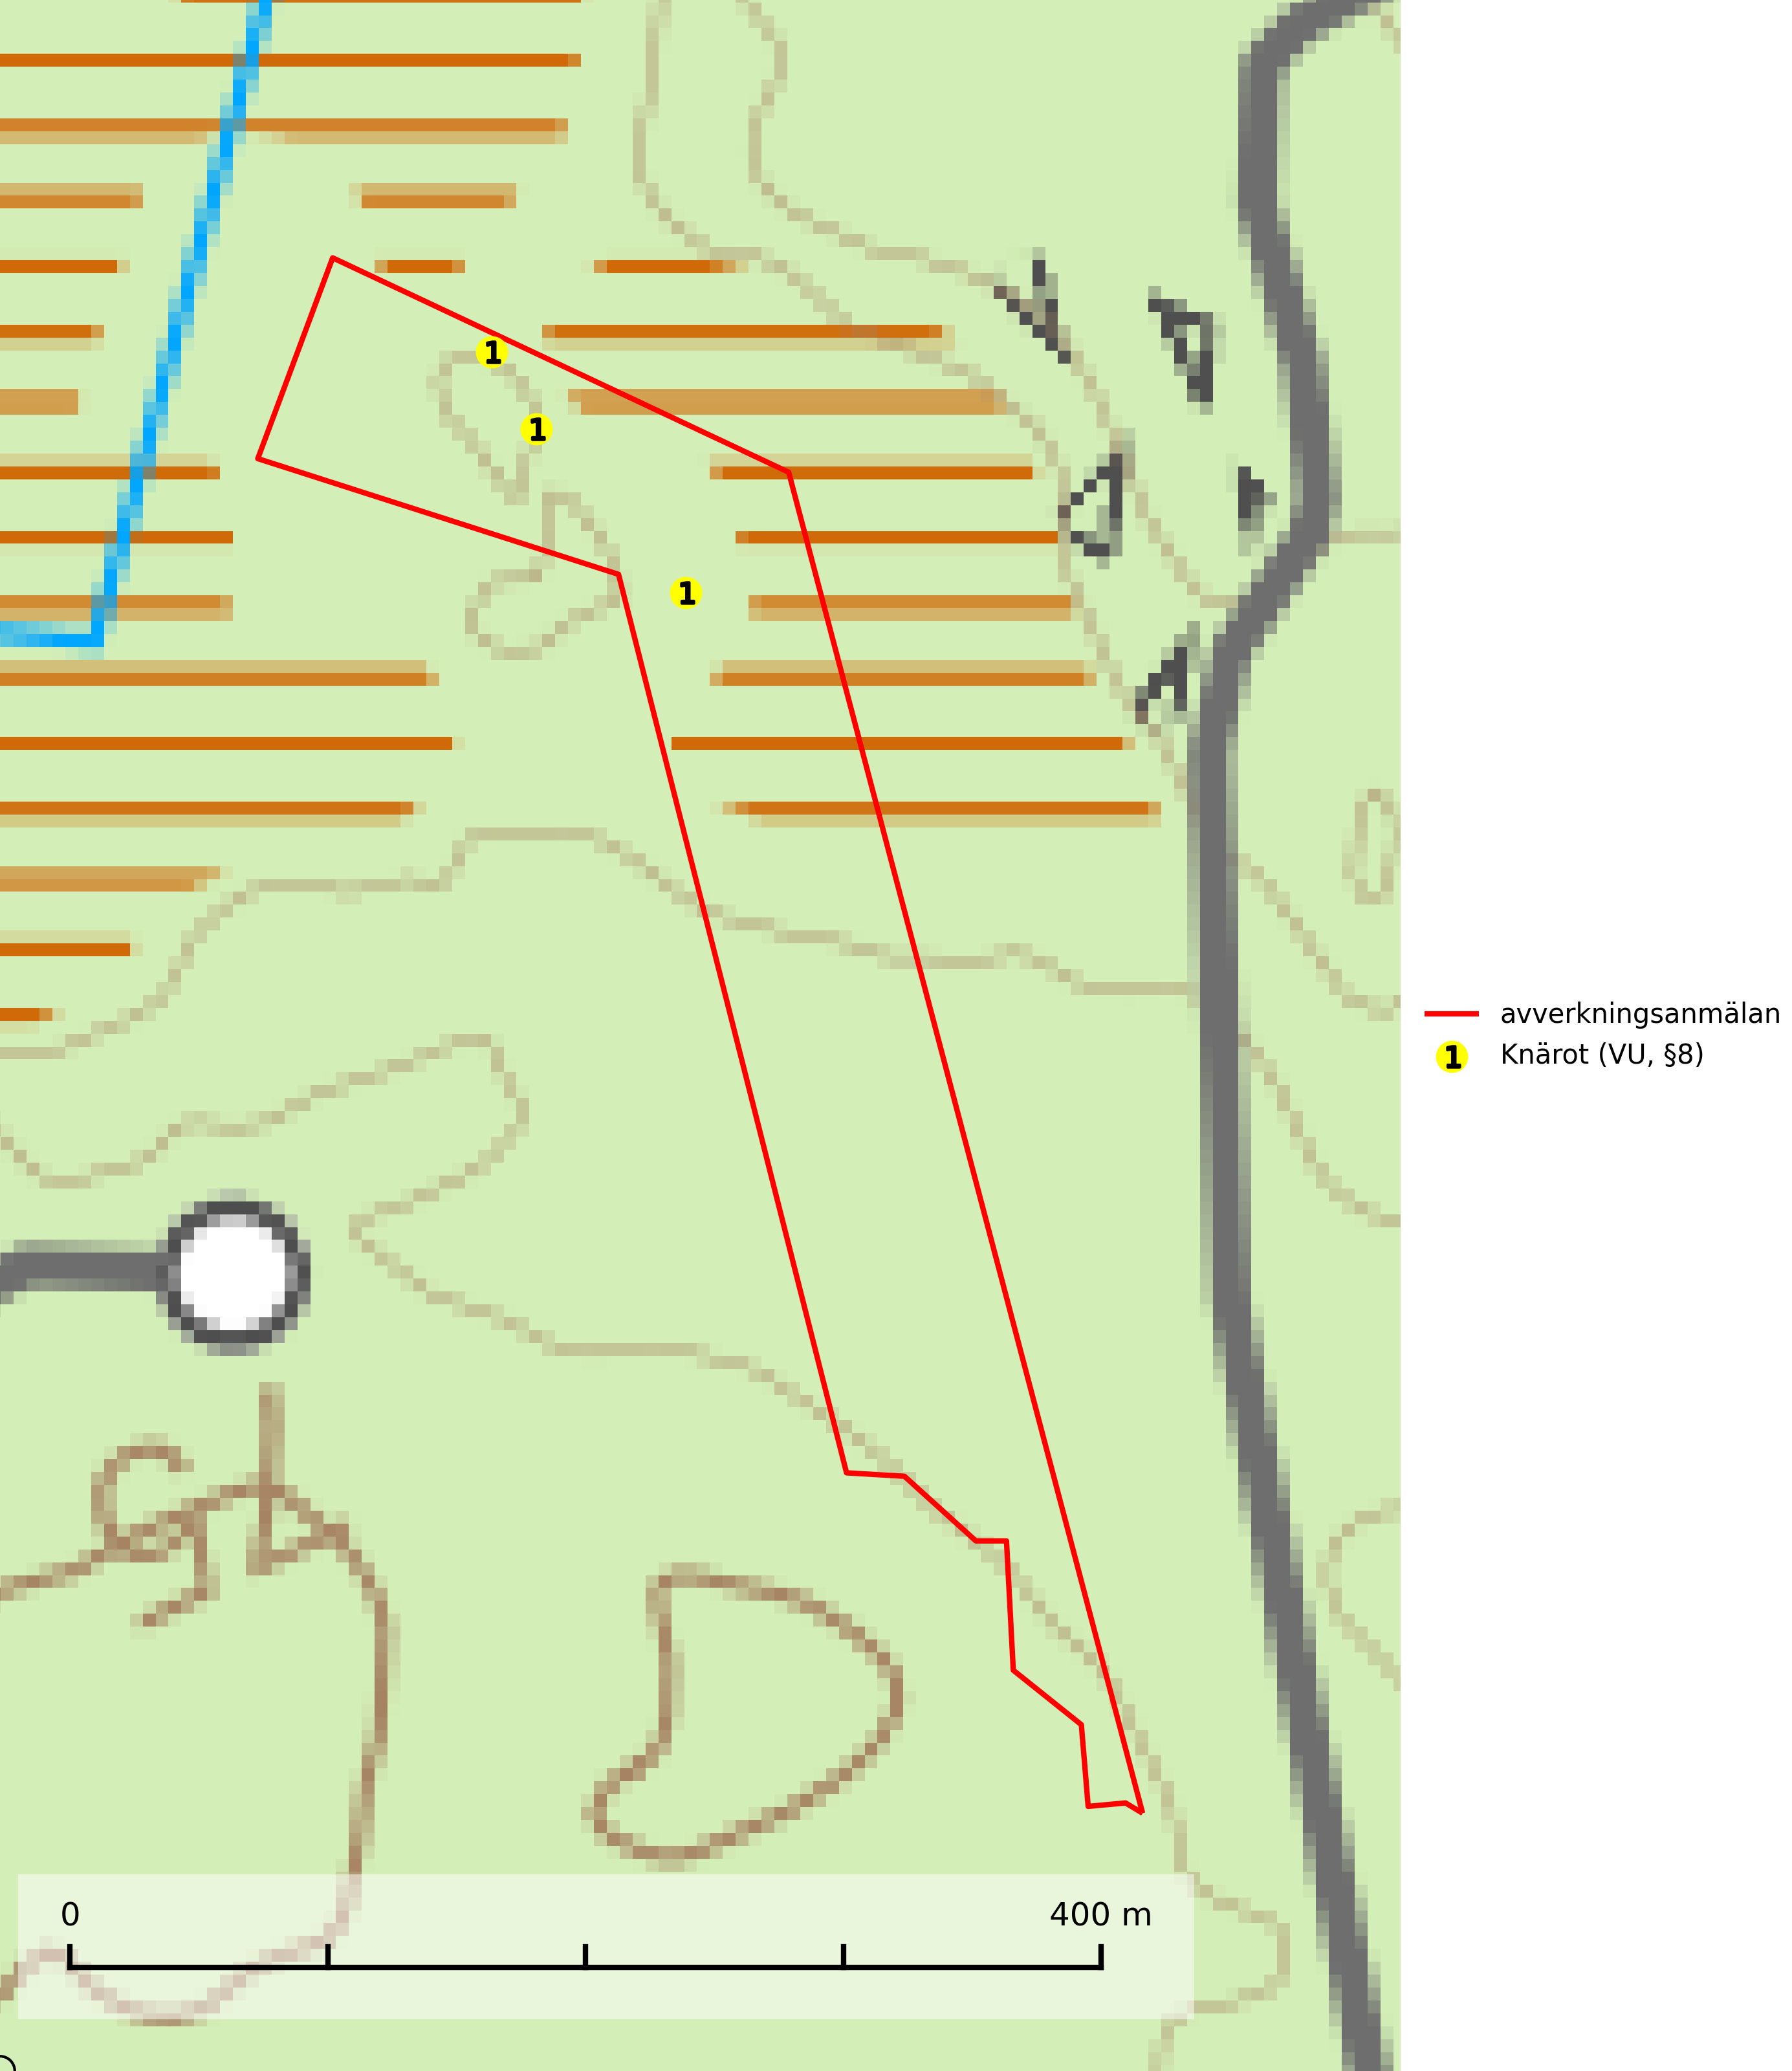 1
1
1
avverkningsanmälan
1 Knärot (VU, §8)
0 400 m